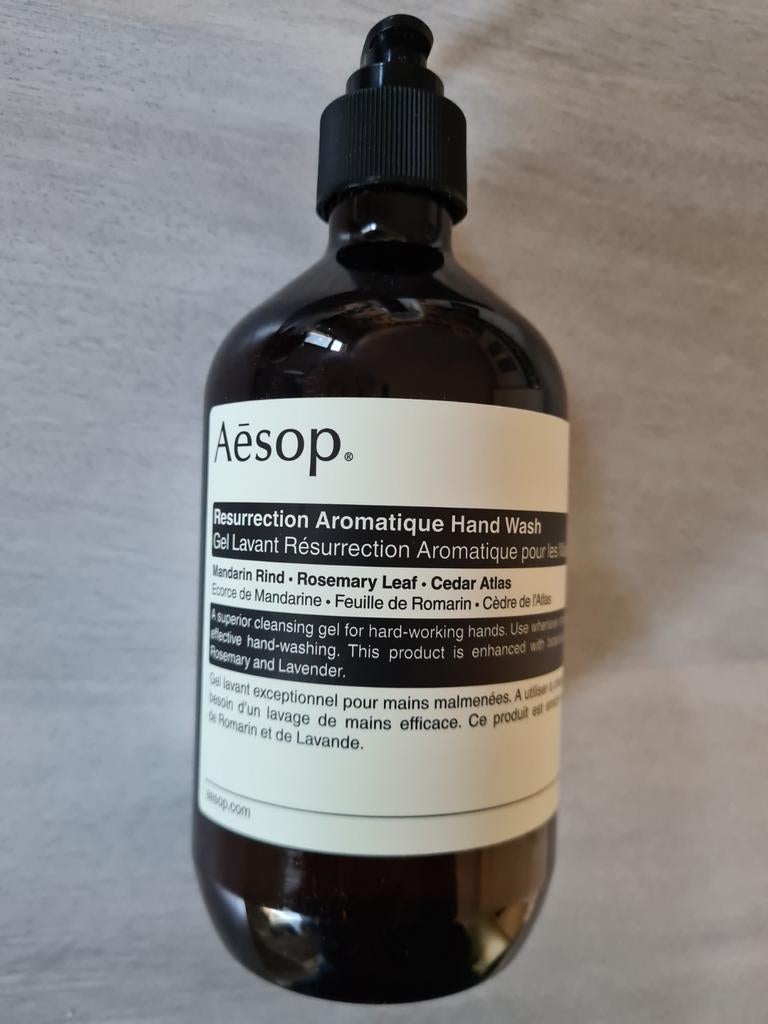 Aēsop®
Resurrection Aromatique Hand Wash
Gel Lavant Résurrection Aromatique pour les
Mandarin Rind • Rosemary Leaf • Cedar Atlas
Ecorce de Mandarine • Feuille de Romarin • Cèdre de l'Atlas
A superior cleansing gel for hard-working hands. Use
effective hand-washing. This product is enhanced with
Rosemary and Lavender.
Gel lavant exceptionnel pour mains malmenées. A utiliser à
besoin d'un lavage de mains efficace. Ce produit est
de Romarin et de Lavande.
aesop.com